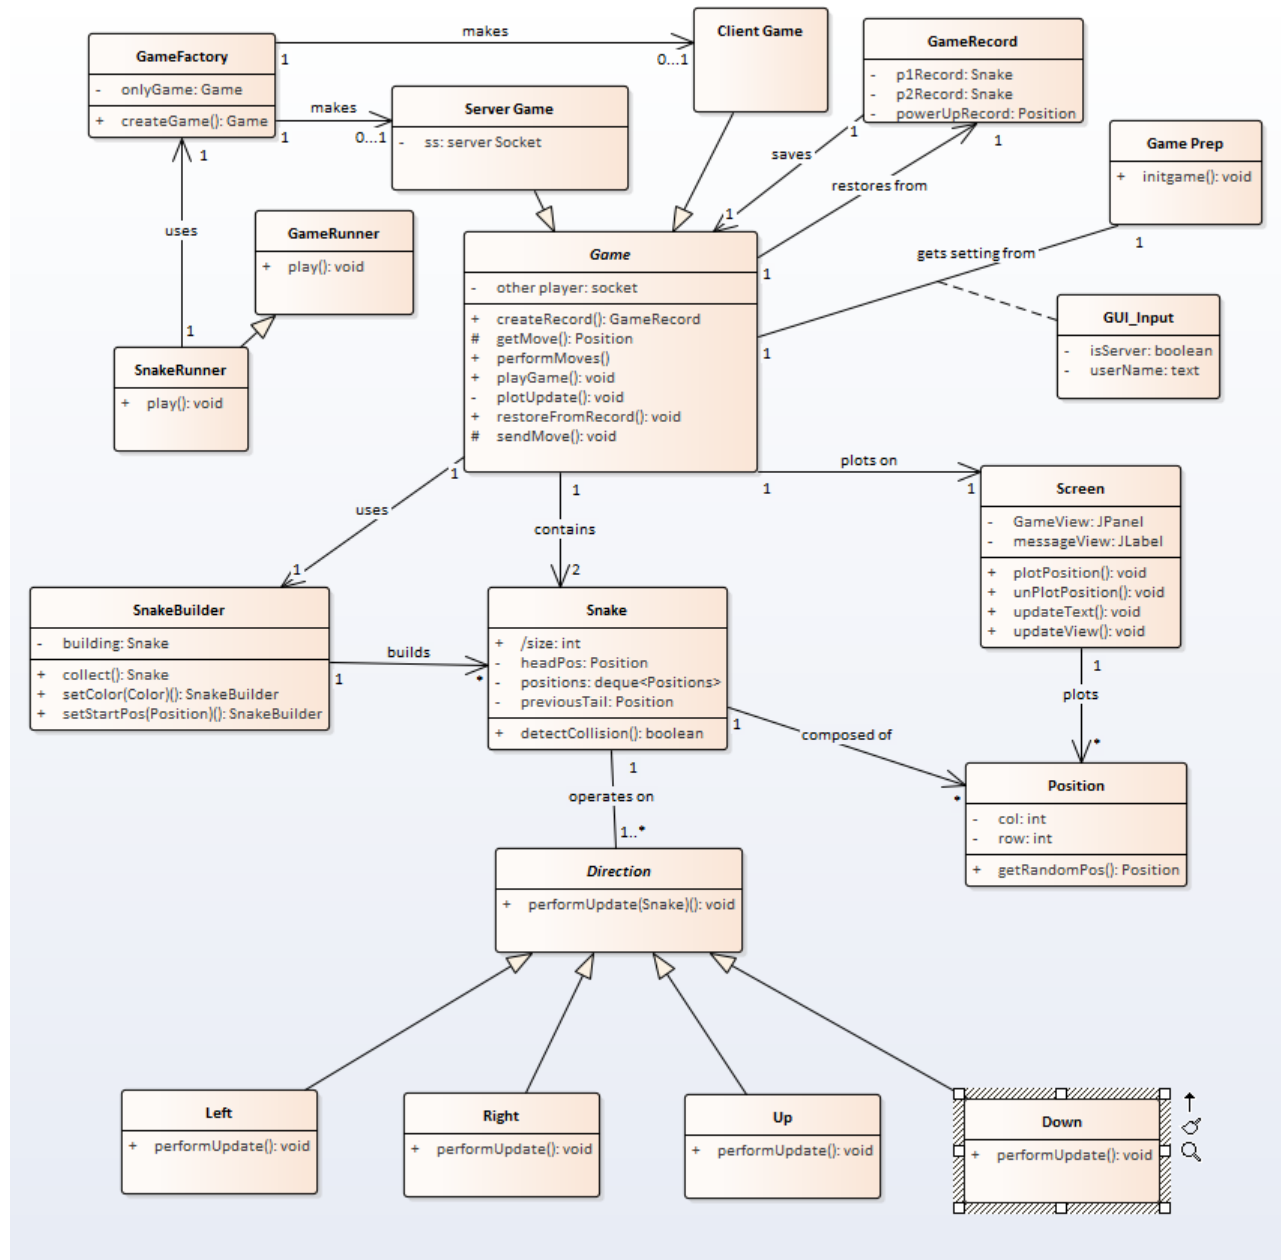 GameFactory
- onlyGame: Game
+ createGame(): Game
makes
1
0...1
Client Game
makes
1
0...1
Server Game
- ss: server Socket
GameRecord
- p1Record: Snake
- p2Record: Snake
- powerUpRecord: Position
1
saves
1
1
restores from
1
Game Prep
+ initgame(): void
1
gets setting from
1
GUI_Input
- isServer: boolean
- userName: text
1
uses
1
GameRunner
+ play(): void
SnakeRunner
+ play(): void
Game
- other player: socket
+ createRecord(): GameRecord
# getMove(): Position
+ performMoves()
+ playGame(): void
- plotUpdate(): void
+ restoreFromRecord(): void
# sendMove(): void
1
uses
1
1
contains
2
plots on
1
1
Screen
- GameView: JPanel
- messageView: JLabel
+ plotPosition(): void
+ unPlotPosition(): void
+ updateText(): void
+ updateView(): void
1
plots
*
SnakeBuilder
- building: Snake
+ collect(): Snake
+ setColor(Color)(): SnakeBuilder
+ setStartPos(Position)(): SnakeBuilder
builds
1
*
Snake
+ /size: int
- headPos: Position
- positions: deque<Positions>
- previousTail: Position
+ detectCollision(): boolean
1
composed of
*
Position
- col: int
- row: int
+ getRandomPos(): Position
1
operates on
1..*
Direction
+ performUpdate(Snake)(): void
Left
+ performUpdate(): void
Right
+ performUpdate(): void
Up
+ performUpdate(): void
Down
+ performUpdate(): void